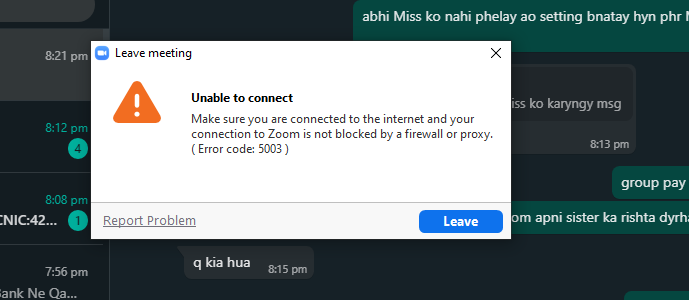 abhi Miss ko nahi phelay ao setting bnatay hyn phr
8:21 pm
Leave meeting
Unable to connect
Make sure you are connected to the internet and your
connection to Zoom is not blocked by a firewall or proxy.
( Error code: 5003 )
Report Problem
Leave
8:12 pm
4
iss ko karyngy msg
8:13 pm
group pay
8:08 pm
CNIC:42...
1
om apni sister ka rishta dyrha
q kia hua
8:15 pm
7:56 pm
Bank Ne Qa...